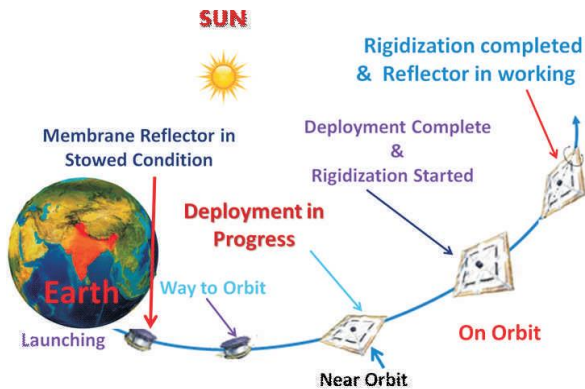 SUN
Rigidization completed
& Reflector in working
Membrane Reflector in
Stowed Condition
Deployment Complete
&
Rigidization Started
Deployment in
Progress
Earth
Way to Orbit
Launching
On Orbit
Near Orbit